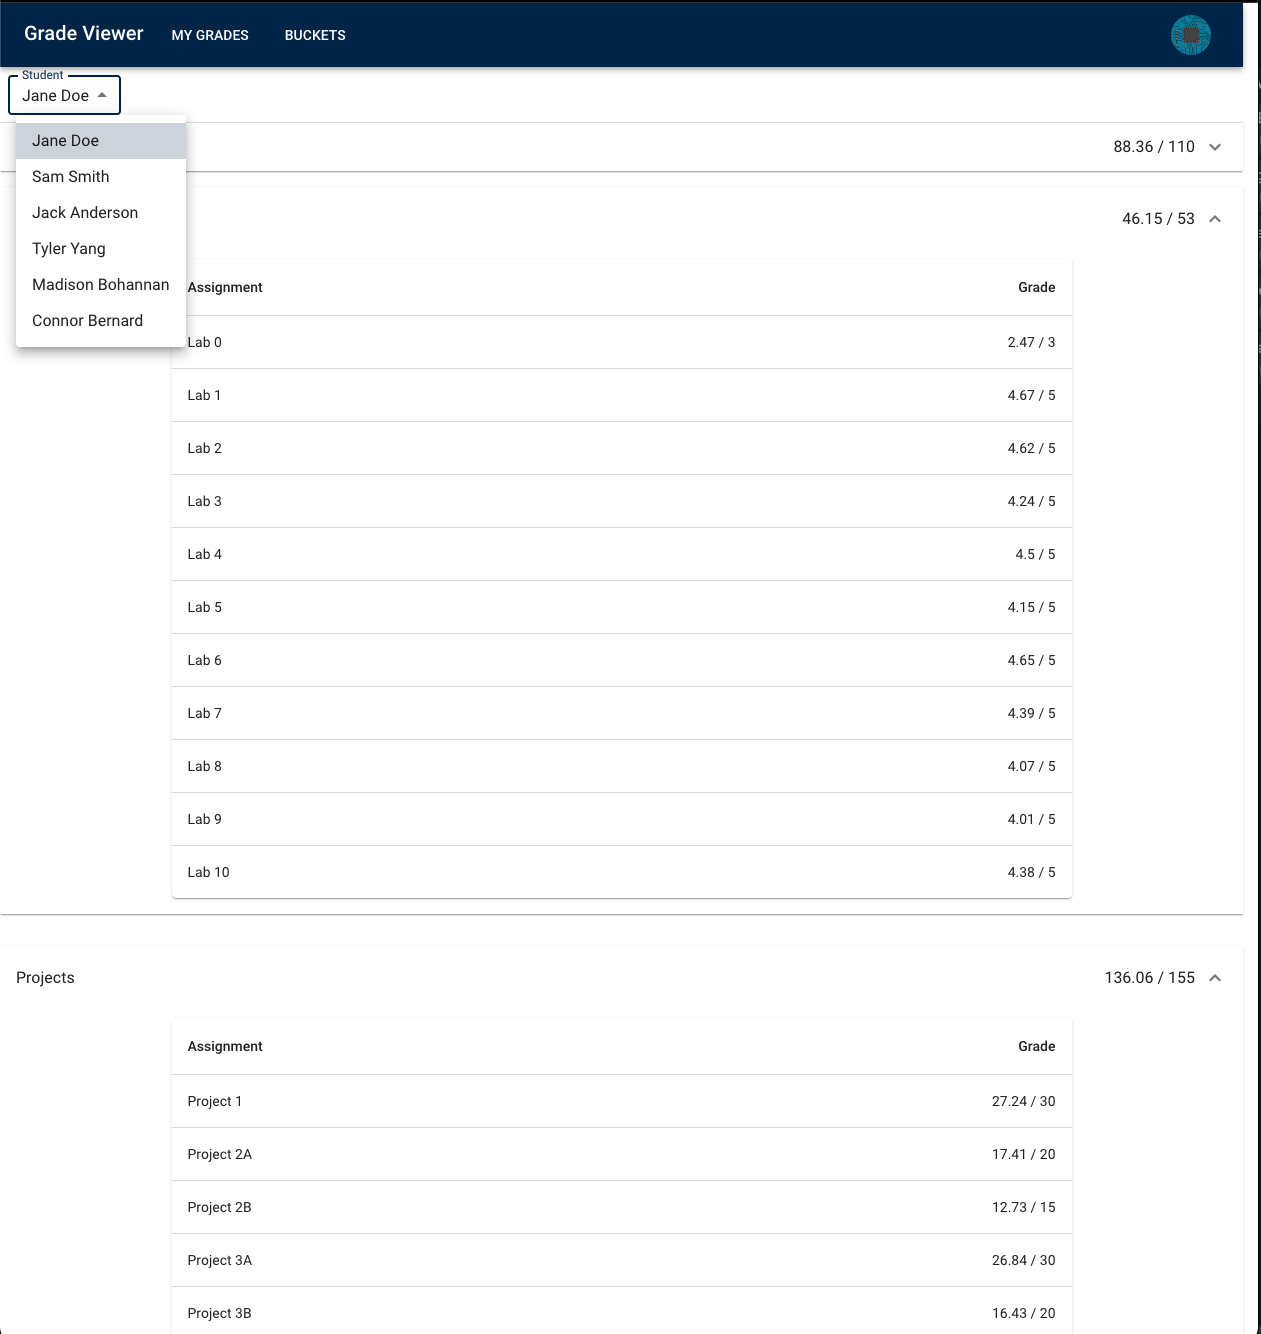 Grade Viewer MY GRADES BUCKETS
Student
Jane Doe
Jane Doe
Sam Smith
Jack Anderson
Tyler Yang
Madison Bohannan
Connor Bernard
88.36 / 110
46.15 / 53
Assignment Grade
Lab 0 2.47 / 3
Lab 1 4.67 / 5
Lab 2 4.62 / 5
Lab 3 4.24 / 5
Lab 4 4.5 / 5
Lab 5 4.15 / 5
Lab 6 4.65 / 5
Lab 7 4.39 / 5
Lab 8 4.07 / 5
Lab 9 4.01 / 5
Lab 10 4.38 / 5
Projects 136.06 / 155
Assignment Grade
Project 1 27.24 / 30
Project 2A 17.41 / 20
Project 2B 12.73 / 15
Project 3A 26.84 / 30
Project 3B 16.43 / 20